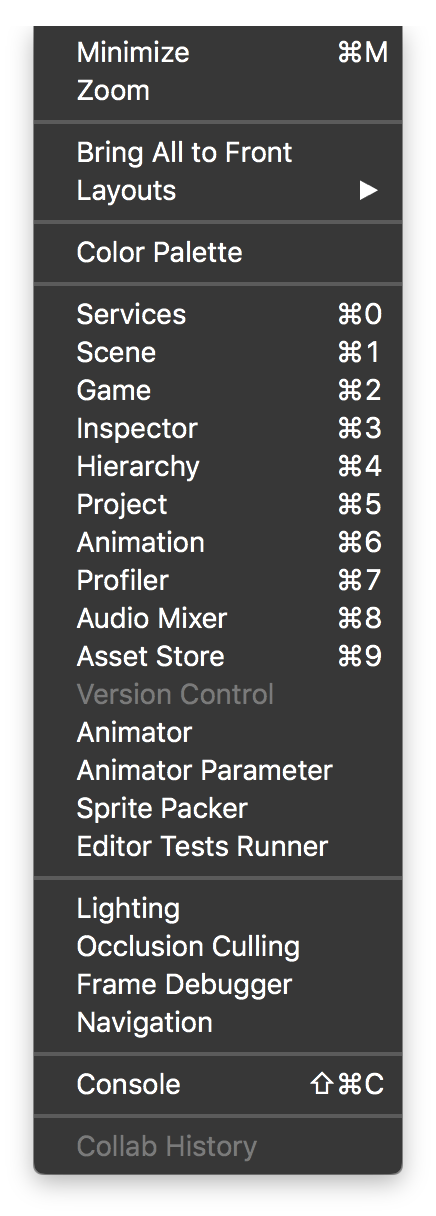 Minimize ⌘M
Zoom
Bring All to Front
Layouts ▶
Color Palette
Services ⌘0
Scene ⌘1
Game ⌘2
Inspector ⌘3
Hierarchy ⌘4
Project ⌘5
Animation ⌘6
Profiler ⌘7
Audio Mixer ⌘8
Asset Store ⌘9
Version Control
Animator
Animator Parameter
Sprite Packer
Editor Tests Runner
Lighting
Occlusion Culling
Frame Debugger
Navigation
Console ⇧⌘C
Collab History